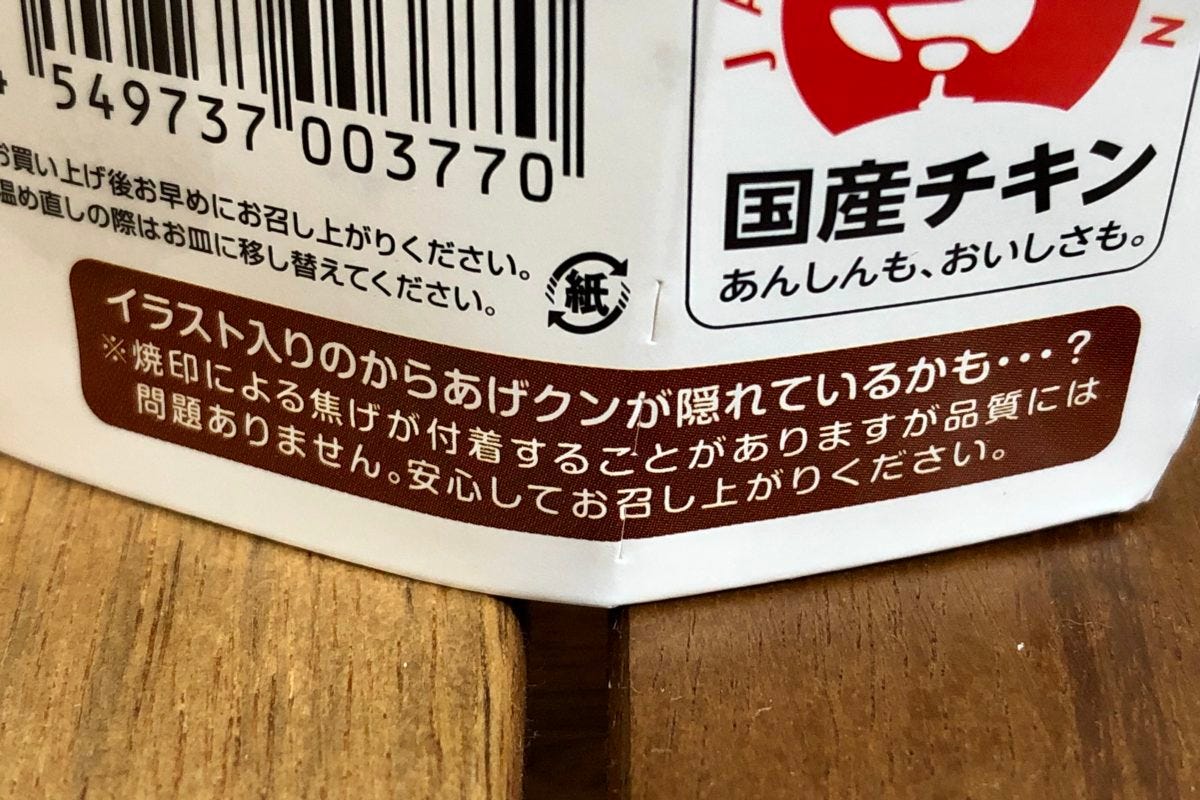 549737 003770
お買い上げ後お早めにお召し上がりください。
温め直しの際はお皿に移し替えてください。
紙
国産チキン
あんしんも、おいしさも。
イラスト入りのからあげクンが隠れているかも・・・？
※焼印による焦げが付着することがありますが品質には
問題ありません。安心してお召し上がりください。